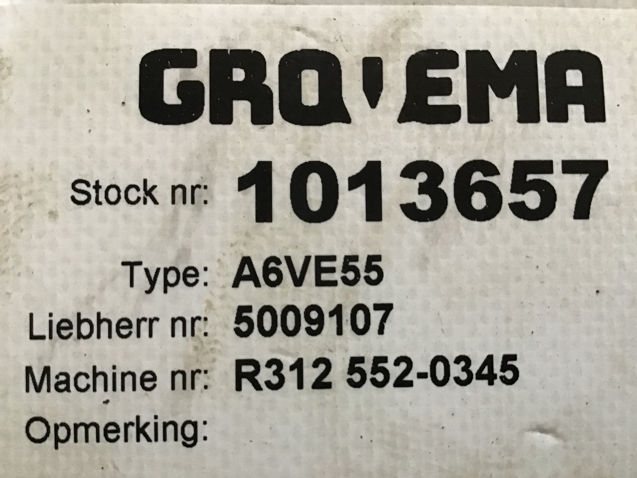 GROVEMA
Stock nr: 1013657
Type: A6VE55
Liebherr nr: 5009107
Machine nr: R312 552-0345
Opmerking: